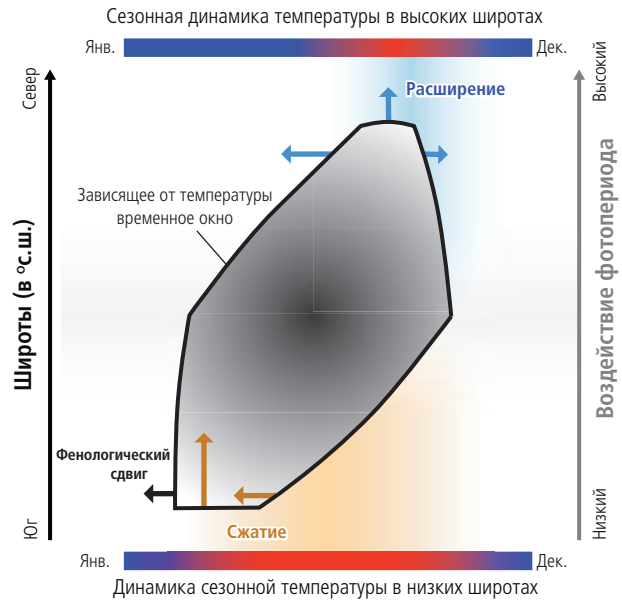 Сезонная динамика температуры в высоких широтах
Янв.
Дек.
Север
Высокий
Расширение
Зависящее от температуры
временное окно
Широты (в °с.ш.)
Воздействие фотопериода
Фенологический
сдвиг
Сжатие
Юг
Низкий
Янв.
Дек.
Динамика сезонной температуры в низких широтах